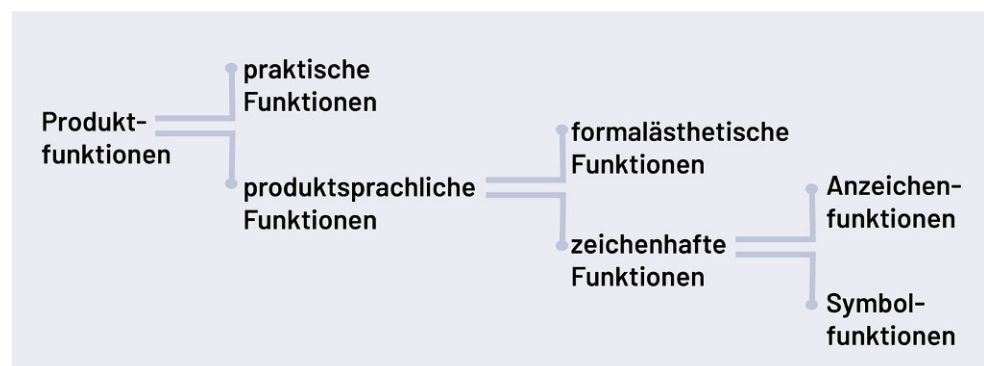 Produkt-
funktionen
praktische
Funktionen
produktsprachliche
Funktionen
formalästhetische
Funktionen
zeichenhafte
Funktionen
Anzeichen-
funktionen
Symbol-
funktionen